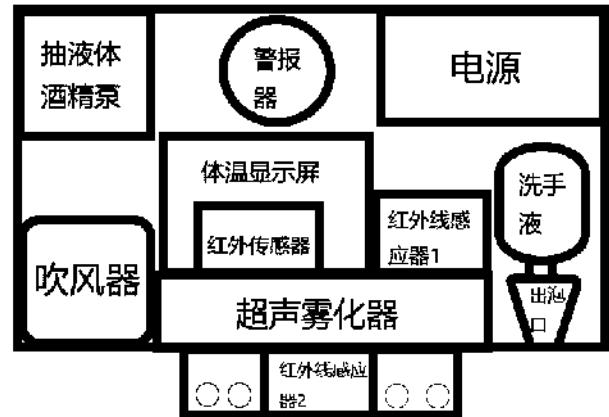 抽液体
酒精泵
警报
器
电源
体温显示屏
红外传感器
红外线感
应器1
洗手
液
吹风器
超声雾化器
出泡
口
红外线感应
器2